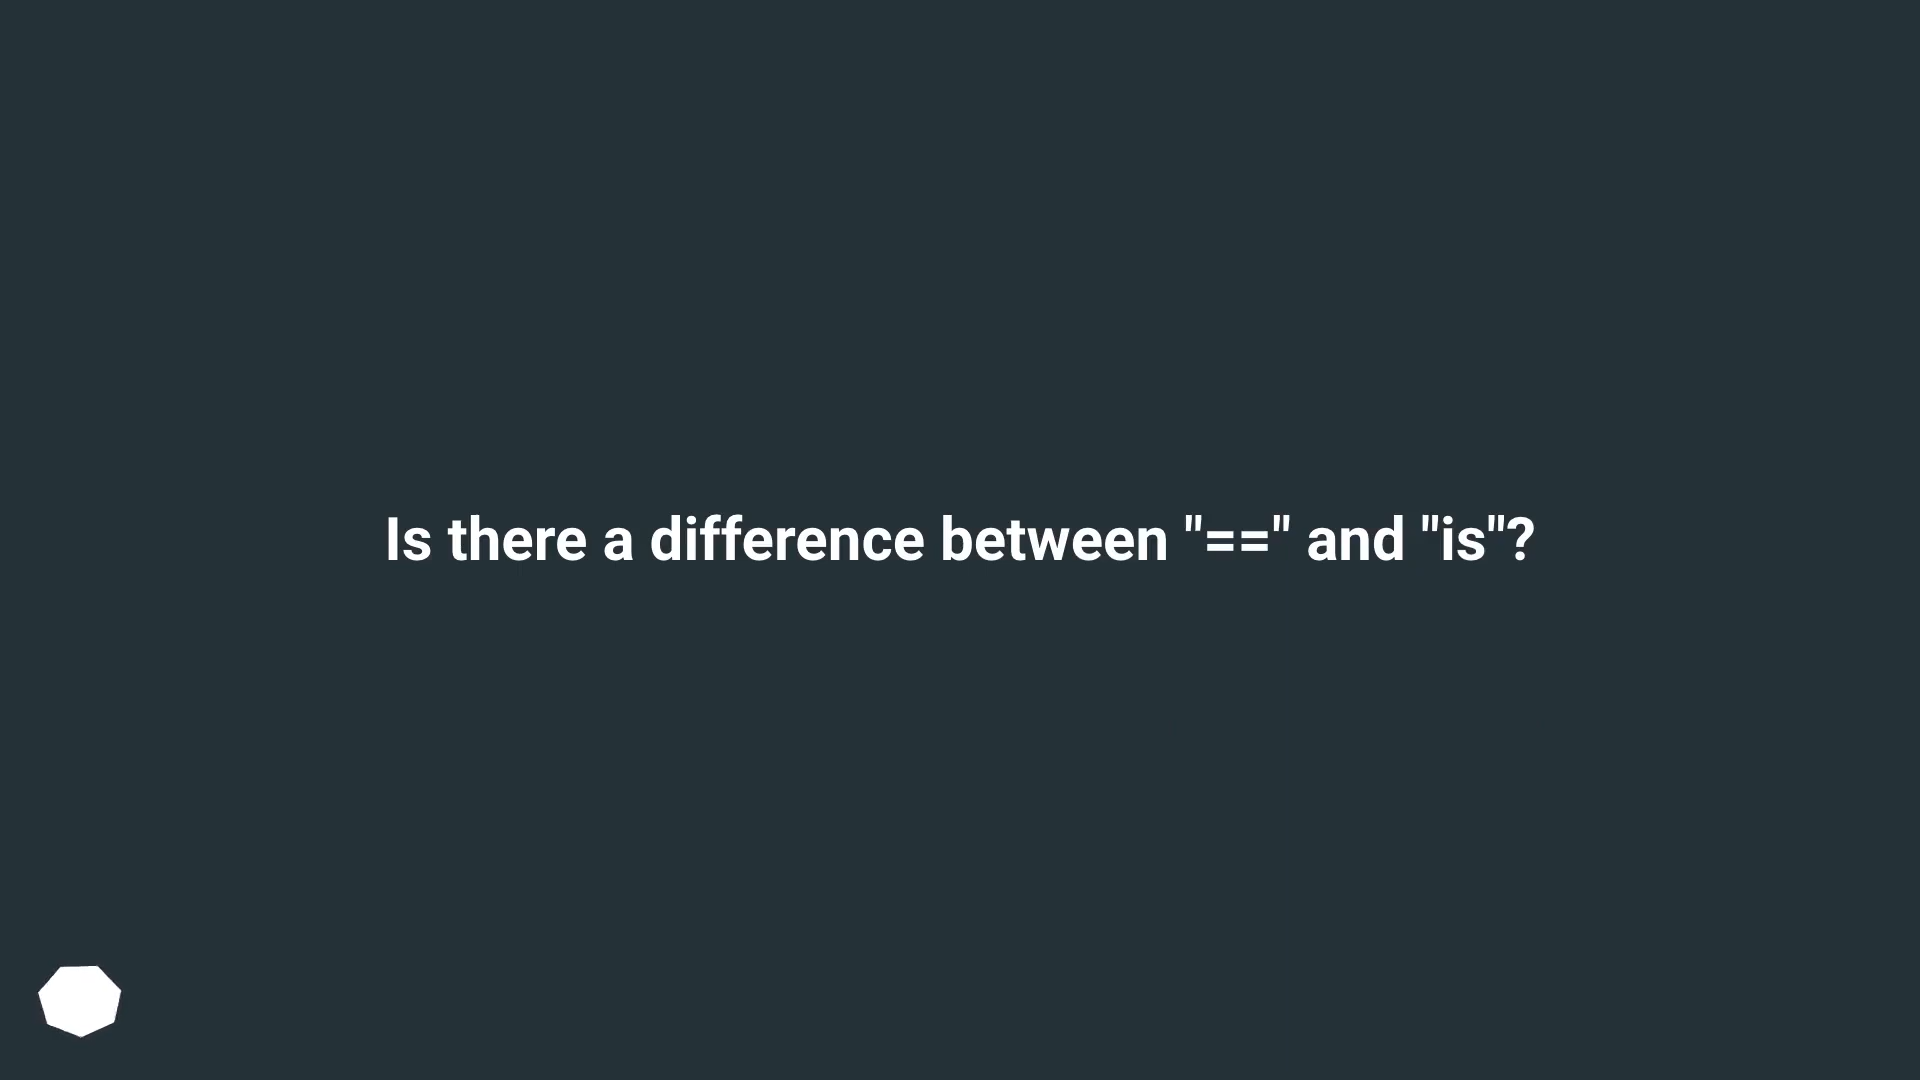 Is there a difference between "==" and "is"?